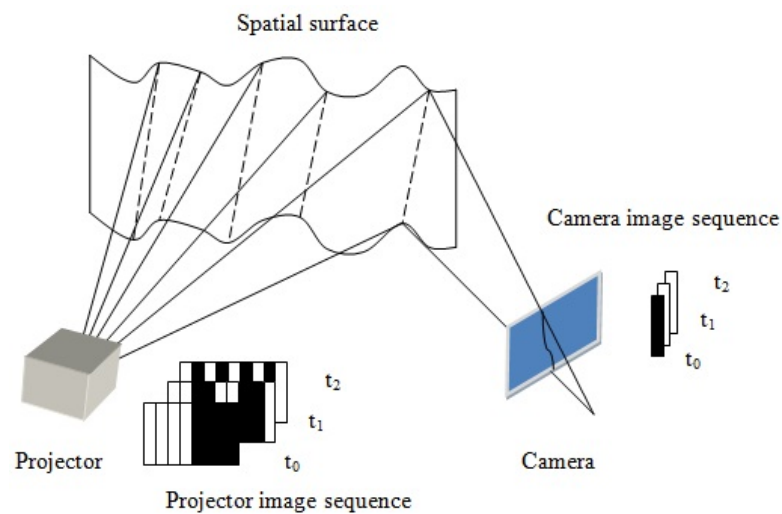 Spatial surface
Camera image sequence
t₂
t₁
t₀
t₂
t₁
t₀
Projector
Camera
Projector image sequence